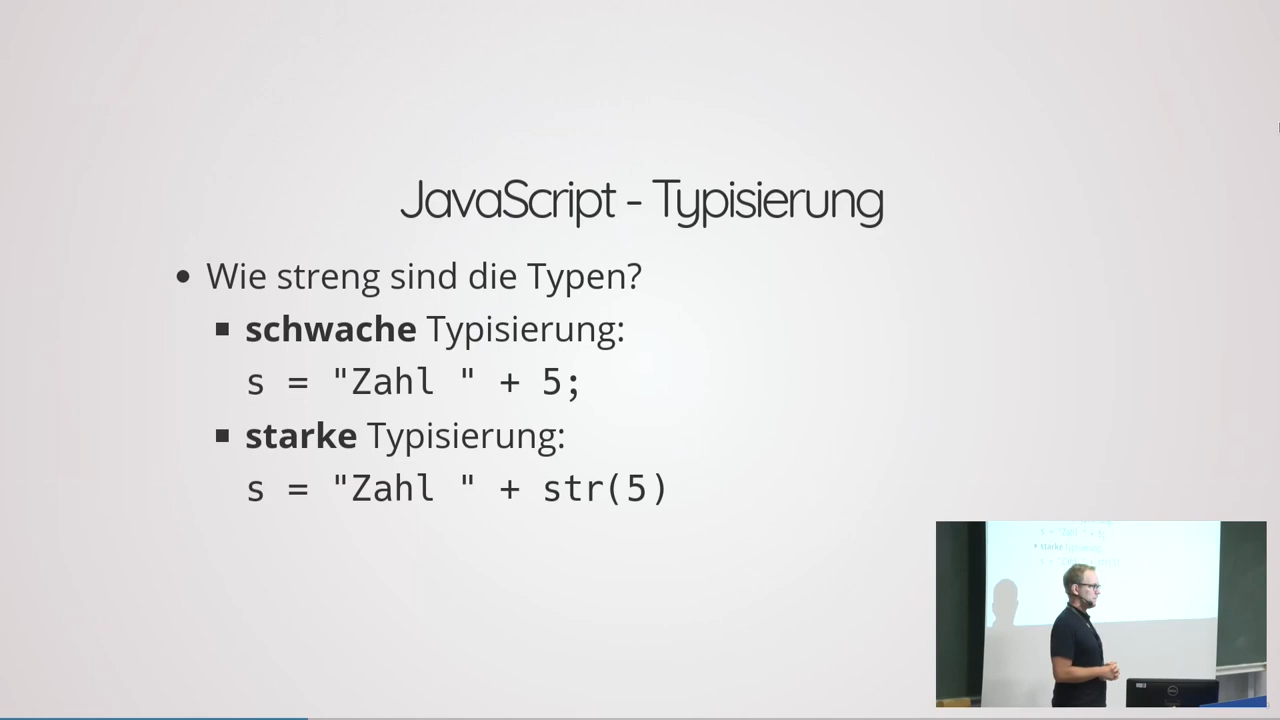 JavaScript - Typisierung
• Wie streng sind die Typen?
▪ schwache Typisierung:
s = "Zahl " + 5;
▪ starke Typisierung:
s = "Zahl " + str(5)